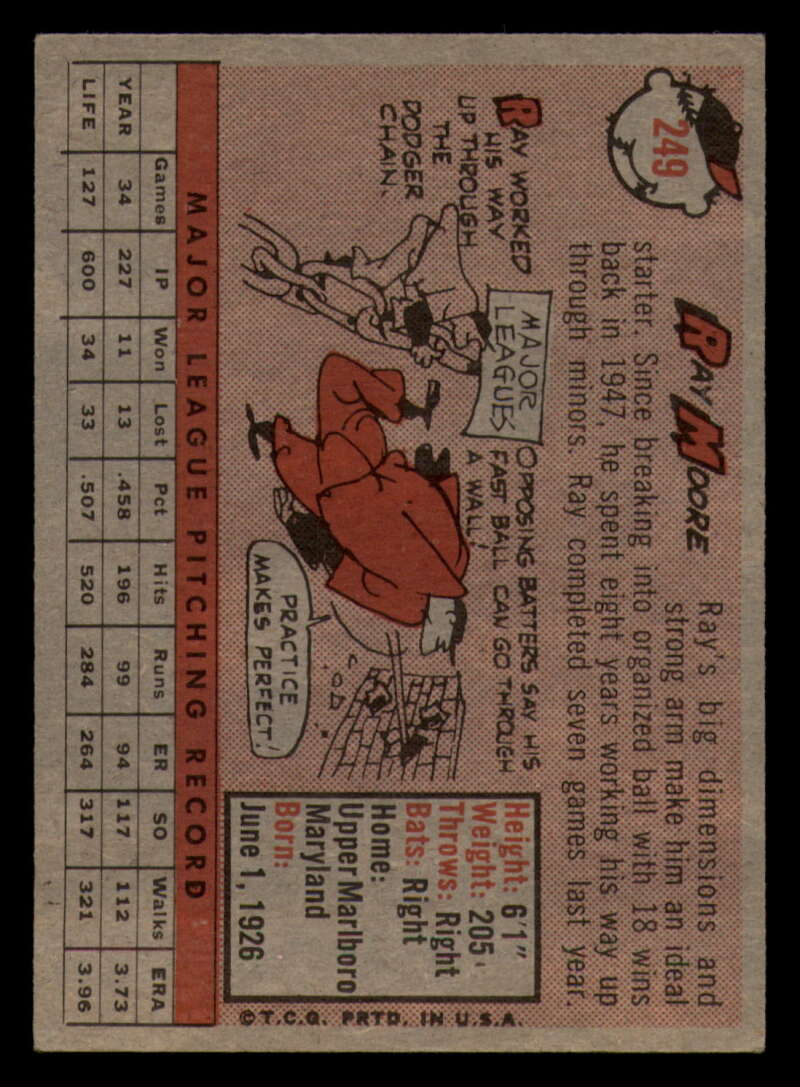 249
RAY MOORE
Ray's big dimensions and
strong arm make him an ideal
starter. Since breaking into organized ball with 18 wins
back in 1947, he spent eight years working his way up
through minors. Ray completed seven games last year.
RAY WORKED
HIS WAY
UP THROUGH
THE
DODGER
CHAIN.
MAJOR
LEAGUES
OPPOSING BATTERS SAY HIS
FAST BALL CAN GO THROUGH
A WALL!
PRACTICE
MAKES PERFECT!
Height: 6'1"
Weight: 205
Throws: Right
Bats: Right
Home:
Upper Marlboro
Maryland
Born:
June 1, 1926
©T.C.G. PRTD. IN U.S.A.
MAJOR LEAGUE PITCHING RECORD
Games IP Won Lost Pct Hits Runs ER SO Walks ERA
YEAR 34 227 11 13 .458 196 99 94 117 112 3.73
LIFE 127 600 34 33 .507 520 284 264 317 321 3.96